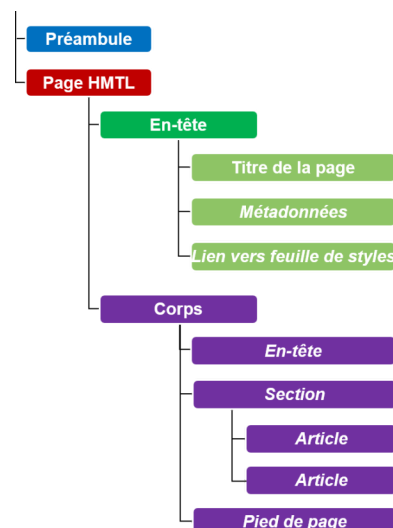 Préambule
Page HMTL
En-tête
Titre de la page
Métadonnées
Lien vers feuille de styles
Corps
En-tête
Section
Article
Article
Pied de page